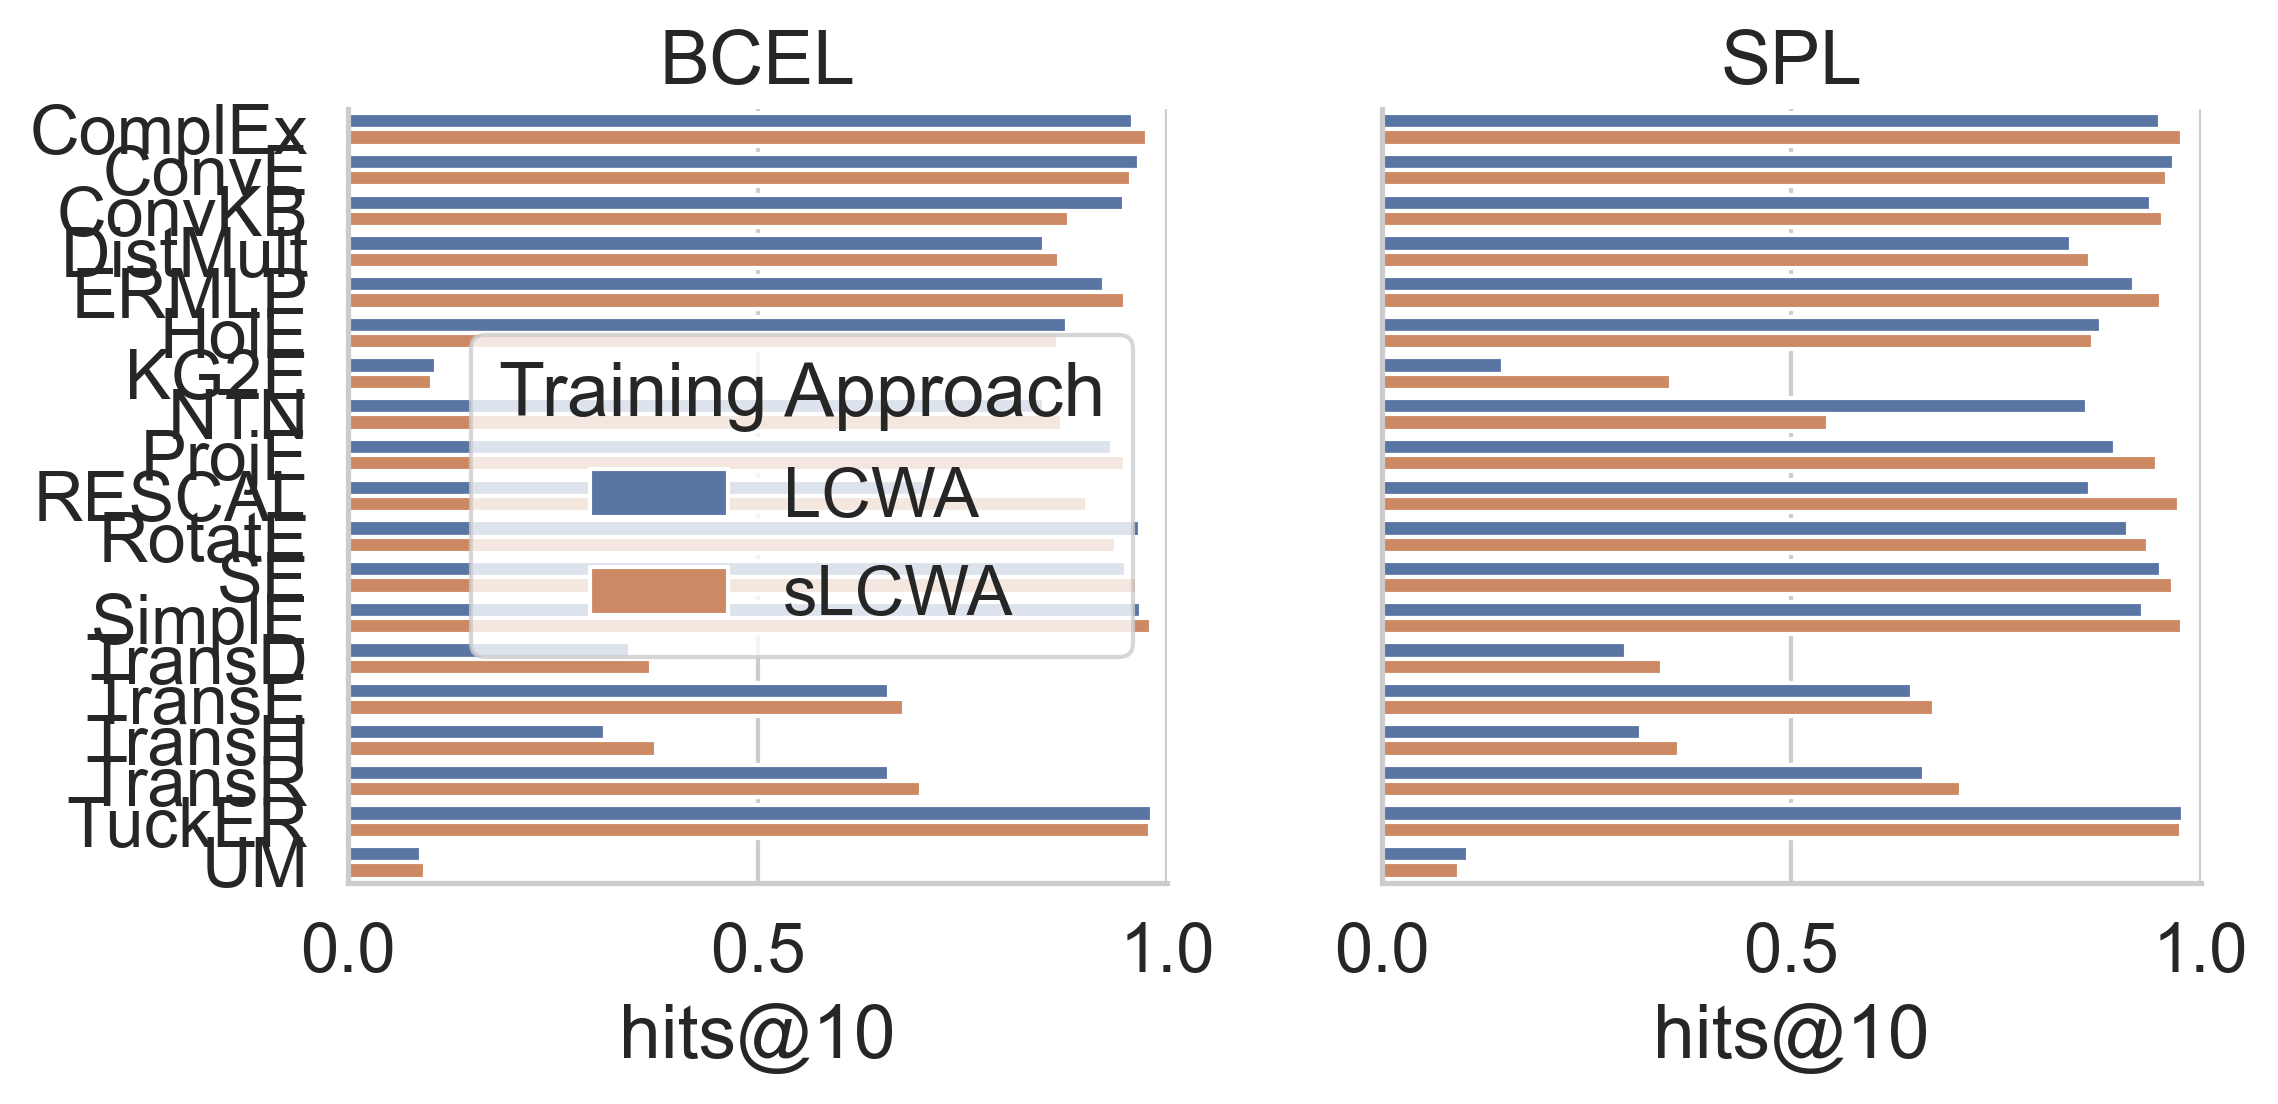 BCEL
SPL
ComplEx
ConvE
ConvKB
DistMult
ERMLP
HolE
KG2E
NTN
ProjE
RESCAL
RotatE
SE
SimplE
TransD
TransE
TransH
TransR
TuckER
UM
Training Approach
LCWA
sLCWA
0.0 0.5 1.0
0.0 0.5 1.0
hits@10
hits@10